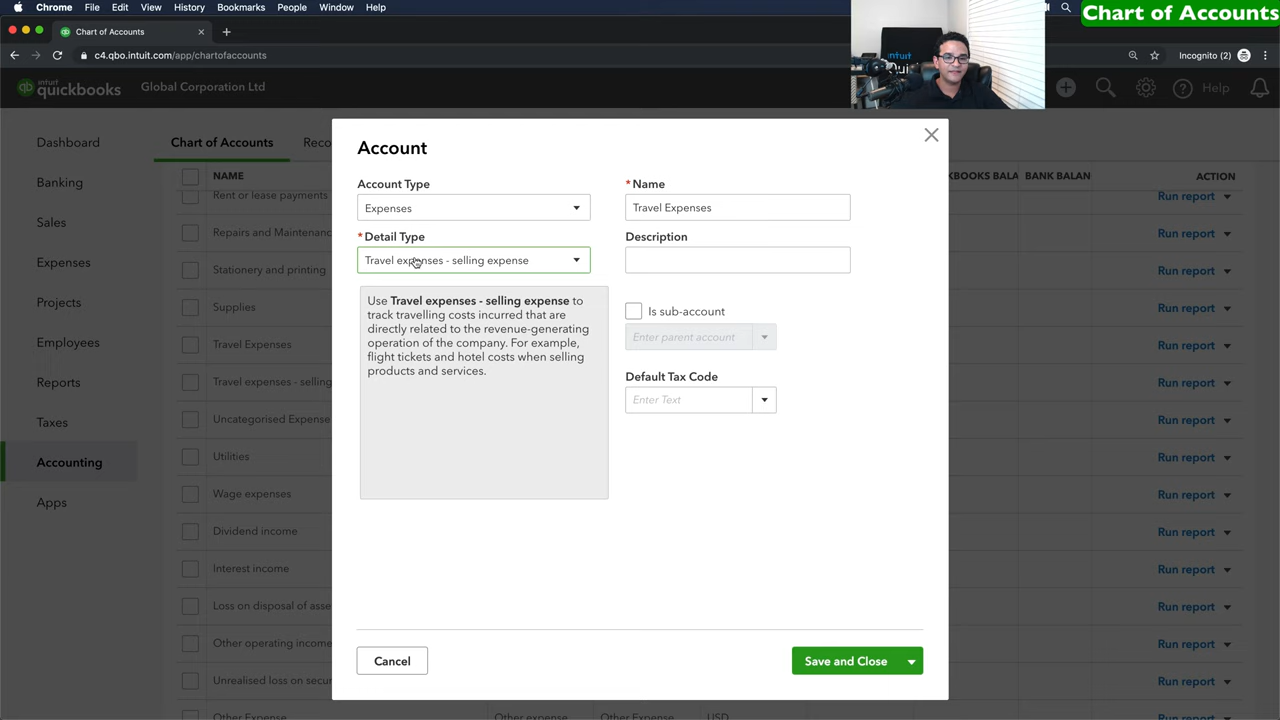 Chrome File Edit View History Bookmarks People Window Help
Chart of Accounts
Chart of Accounts
c4.qbo.intuit.com/app/chartofaccounts
Incognito (2)
intuit
quickbooks
Global Corporation Ltd
intuit
Help
Dashboard
Banking
Sales
Expenses
Projects
Employees
Reports
Taxes
Accounting
Apps
Chart of Accounts
NAME
BANK BALAN
ACTION
Rent or lease payments
Run report
Repairs and Maintenanc
Run report
Stationery and printing
Run report
Supplies
Run report
Travel Expenses
Run report
Travel expenses - selling
Run report
Uncategorised Expense
Run report
Utilities
Run report
Wage expenses
Run report
Dividend income
Run report
Interest income
Run report
Loss on disposal of asse
Run report
Other operating income
Run report
Unrealised loss on secur
Run report
Other Expense
Other expense
Other Expense
USD
Account
Account Type
Expenses
* Detail Type
Travel expenses - selling expense
Use Travel expenses - selling expense to
track travelling costs incurred that are
directly related to the revenue-generating
operation of the company. For example,
flight tickets and hotel costs when selling
products and services.
* Name
Travel Expenses
Description
Is sub-account
Enter parent account
Default Tax Code
Enter Text
Cancel
Save and Close